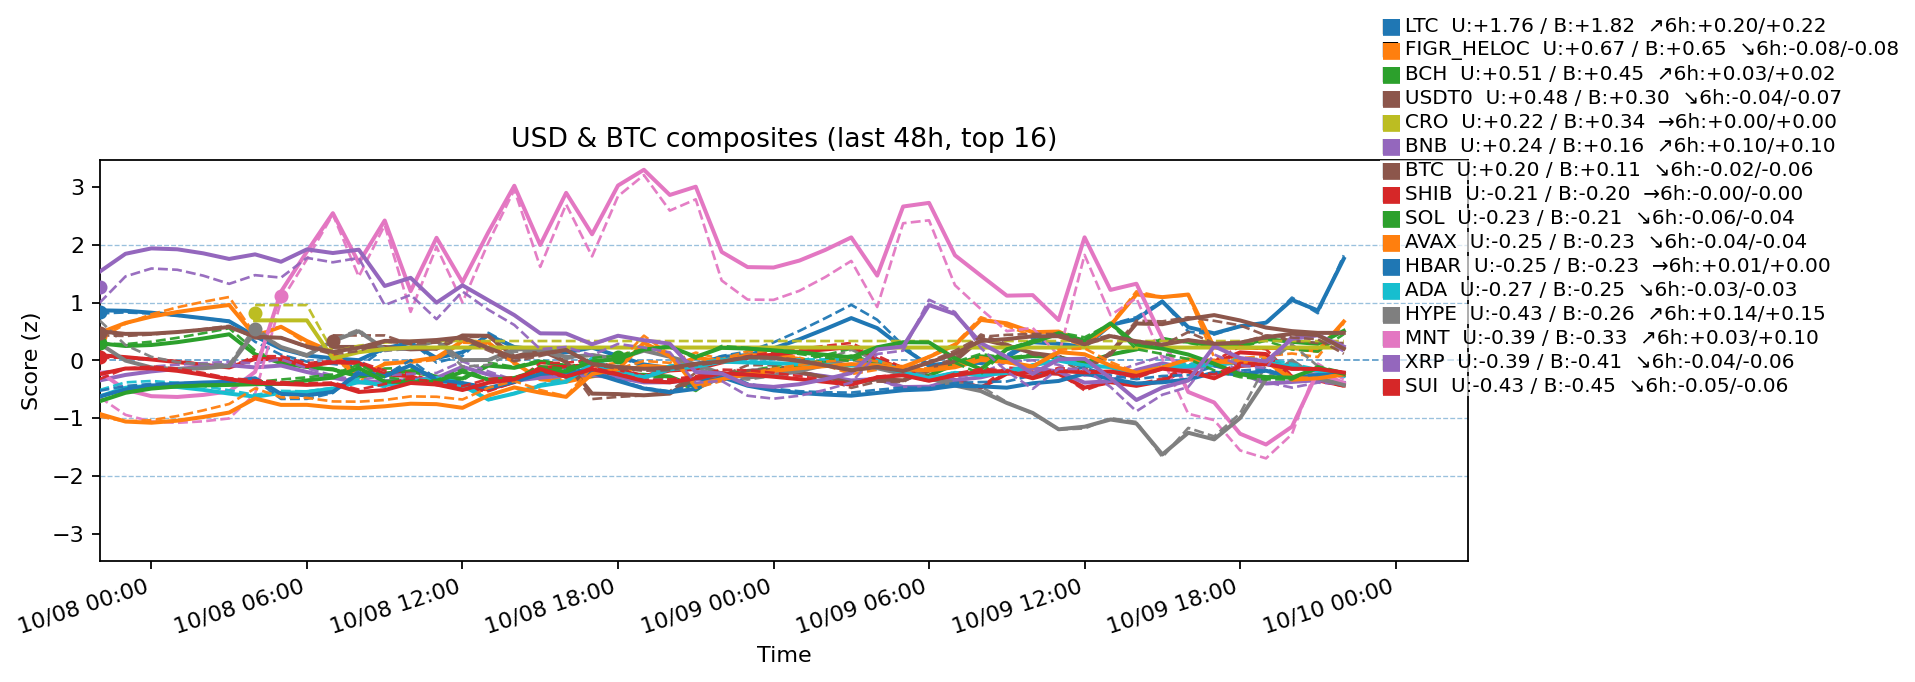 LTC  U:+1.76 / B:+1.82  ↗6h:+0.20/+0.22
FIGR_HELOC  U:+0.67 / B:+0.65  ↘6h:-0.08/-0.08
BCH  U:+0.51 / B:+0.45  ↗6h:+0.03/+0.02
USDT0  U:+0.48 / B:+0.30  ↘6h:-0.04/-0.07
CRO  U:+0.22 / B:+0.34  →6h:+0.00/+0.00
BNB  U:+0.24 / B:+0.16  ↗6h:+0.10/+0.10
BTC  U:+0.20 / B:+0.11  ↘6h:-0.02/-0.06
SHIB  U:-0.21 / B:-0.20  →6h:-0.00/-0.00
SOL  U:-0.23 / B:-0.21  ↘6h:-0.06/-0.04
AVAX  U:-0.25 / B:-0.23  ↘6h:-0.04/-0.04
HBAR  U:-0.25 / B:-0.23  →6h:+0.01/+0.00
ADA  U:-0.27 / B:-0.25  ↘6h:-0.03/-0.03
HYPE  U:-0.43 / B:-0.26  ↗6h:+0.14/+0.15
MNT  U:-0.39 / B:-0.33  ↗6h:+0.03/+0.10
XRP  U:-0.39 / B:-0.41  ↘6h:-0.04/-0.06
SUI  U:-0.43 / B:-0.45  ↘6h:-0.05/-0.06
USD & BTC composites (last 48h, top 16)
Score (z)
3
2
1
0
−1
−2
−3
10/08 00:00
10/08 06:00
10/08 12:00
10/08 18:00
10/09 00:00
10/09 06:00
10/09 12:00
10/09 18:00
10/10 00:00
Time